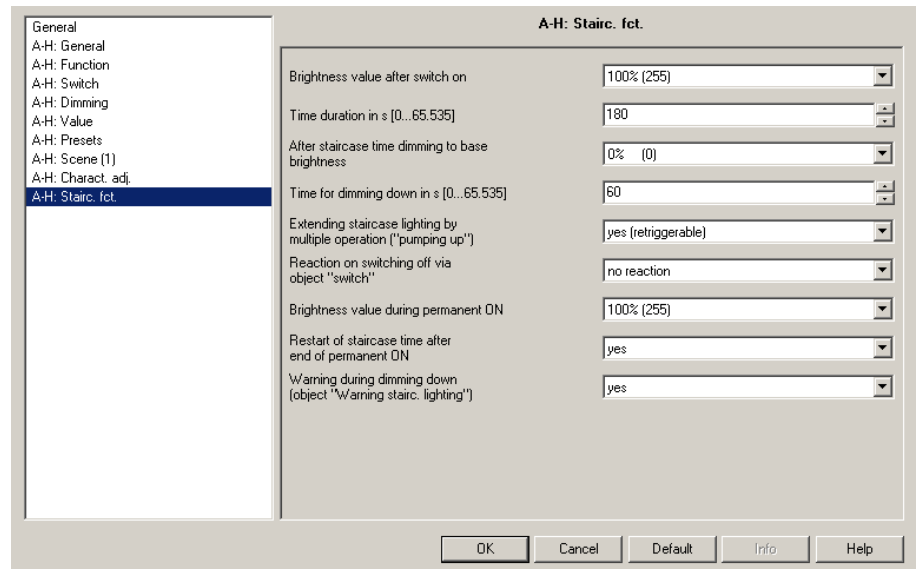 General
A-H: General
A-H: Function
A-H: Switch
A-H: Dimming
A-H: Value
A-H: Presets
A-H: Scene (1)
A-H: Charact. adj.
A-H: Stairc. fct.
A-H: Stairc. fct.
Brightness value after switch on
100% (255)
Time duration in s [0...65.535]
180
After staircase time dimming to base
brightness
0% (0)
Time for dimming down in s [0...65.535]
60
Extending staircase lighting by
multiple operation ("pumping up")
yes (retriggerable)
Reaction on switching off via
object "switch"
no reaction
Brightness value during permanent ON
100% (255)
Restart of staircase time after
end of permanent ON
yes
Warning during dimming down
(object "Warning stairc. lighting")
yes
OK
Cancel
Default
Info
Help